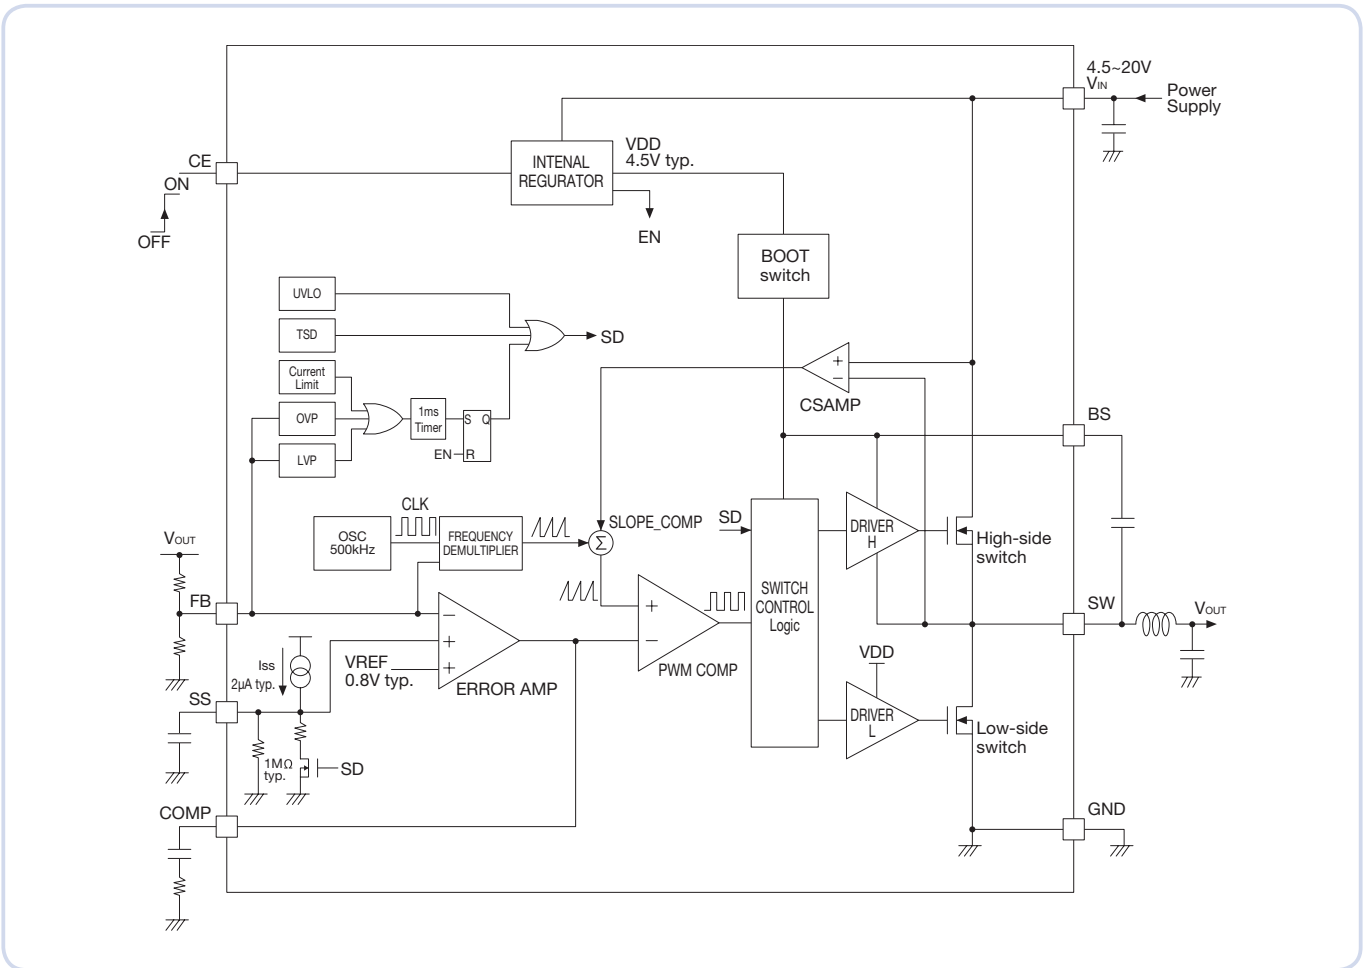 4.5~20V
VIN
Power
Supply
CE
ON
OFF
INTENAL
REGURATOR
VDD
4.5V typ.
EN
BOOT
switch
UVLO
TSD
SD
Current
Limit
OVP
LVP
1ms
Timer
S Q
EN R
+
−
CSAMP
BS
CLK
OSC
500kHz
FREQUENCY
DEMULTIPLIER
Σ
SLOPE_COMP
SD
DRIVER
H
High-side
switch
VOUT
FB
−
+
+
ERROR AMP
VREF
0.8V typ.
+
−
PWM COMP
SWITCH
CONTROL
Logic
SW
VOUT
Iss
2μA typ.
SS
1MΩ
typ.
SD
VDD
DRIVER
L
Low-side
switch
COMP
GND